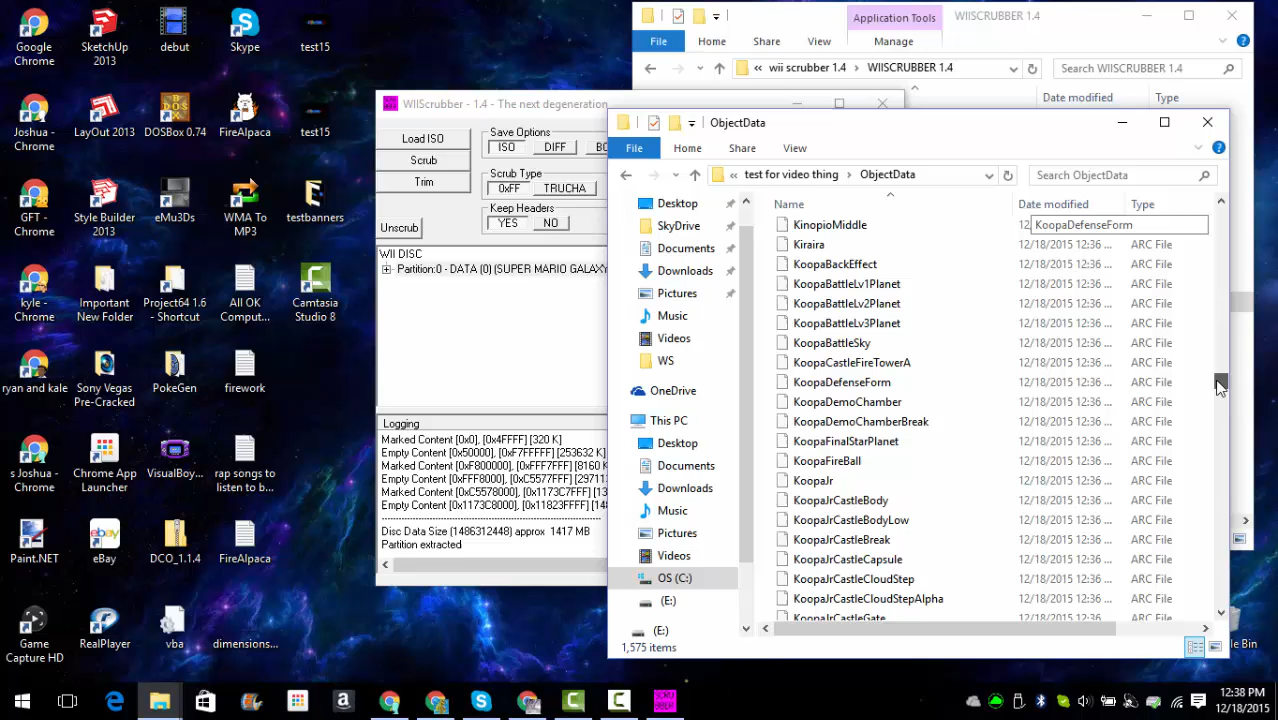 Google Chrome
SketchUp 2013
debut
Skype
test15
Joshua - Chrome
LayOut 2013
DOSBox 0.74
FireAlpaca
test15
GFT - Chrome
Style Builder 2013
eMu3Ds
WMA To MP3
testbanners
kyle - Chrome
Important New Folder
Project64 1.6 - Shortcut
All OK Comput...
Camtasia Studio 8
ryan and kale
Sony Vegas Pre-Cracked
PokeGen
firework
s Joshua - Chrome
Chrome App Launcher
VisualBoy...
rap songs to listen to b...
Paint.NET
eBay
DCO_1.1.4
FireAlpaca
Game Capture HD
RealPlayer
vba
dimensions...
Application Tools
WIISCRUBBER 1.4
File
Home
Share
View
Manage
« wii scrubber 1.4 > WIISCRUBBER 1.4
Search WIISCRUBBER 1.4
Date modified
Type
WIIScrubber - 1.4 - The next degeneration
Load ISO
Scrub
Trim
Unscrub
Save Options
ISO
DIFF
Scrub Type
0xFF
TRUCHA
Keep Headers
YES
NO
WII DISC
Partition:0 - DATA (0) (SUPER MARIO GALAXY
Logging
Marked Content [0x0], [0x4FFFF] [320 K]
Empty Content [0x50000],
Disc Data Size (1486312448) approx 1417 MB
Partition extracted
ObjectData
File
Home
Share
View
« test for video thing > ObjectData
Search ObjectData
Desktop
SkyDrive
Documents
Downloads
Pictures
Music
Videos
WS
OneDrive
This PC
Desktop
Documents
Downloads
Music
Pictures
Videos
OS (C:)
(E:)
(E:)
Name
Date modified
Type
KinopioMiddle
12
KoopaDefenseForm
Kiraira 12/18/2015 12:36 ... ARC File
KoopaBackEffect 12/18/2015 12:36 ... ARC File
KoopaBattleLv1Planet 12/18/2015 12:36 ... ARC File
KoopaBattleLv2Planet 12/18/2015 12:36 ... ARC File
KoopaBattleLv3Planet 12/18/2015 12:36 ... ARC File
KoopaBattleSky 12/18/2015 12:36 ... ARC File
KoopaCastleFireTowerA 12/18/2015 12:36 ... ARC File
KoopaDefenseForm 12/18/2015 12:36 ... ARC File
KoopaDemoChamber 12/18/2015 12:36 ... ARC File
KoopaDemoChamberBreak 12/18/2015 12:36 ... ARC File
KoopaFinalStarPlanet 12/18/2015 12:36 ... ARC File
KoopaFireBall 12/18/2015 12:36 ... ARC File
KoopaJr 12/18/2015 12:36 ... ARC File
KoopaJrCastleBody 12/18/2015 12:36 ... ARC File
KoopaJrCastleBodyLow 12/18/2015 12:36 ... ARC File
KoopaJrCastleBreak 12/18/2015 12:36 ... ARC File
KoopaJrCastleCapsule 12/18/2015 12:36 ... ARC File
KoopaJrCastleCloudStep 12/18/2015 12:36 ... ARC File
KoopaJrCastleCloudStepAlpha 12/18/2015 12:36 ... ARC File
KoopaJrCastleGate 12/18/2015 12:36 ... ARC File
1,575 items
le Bin
12:38 PM
12/18/2015